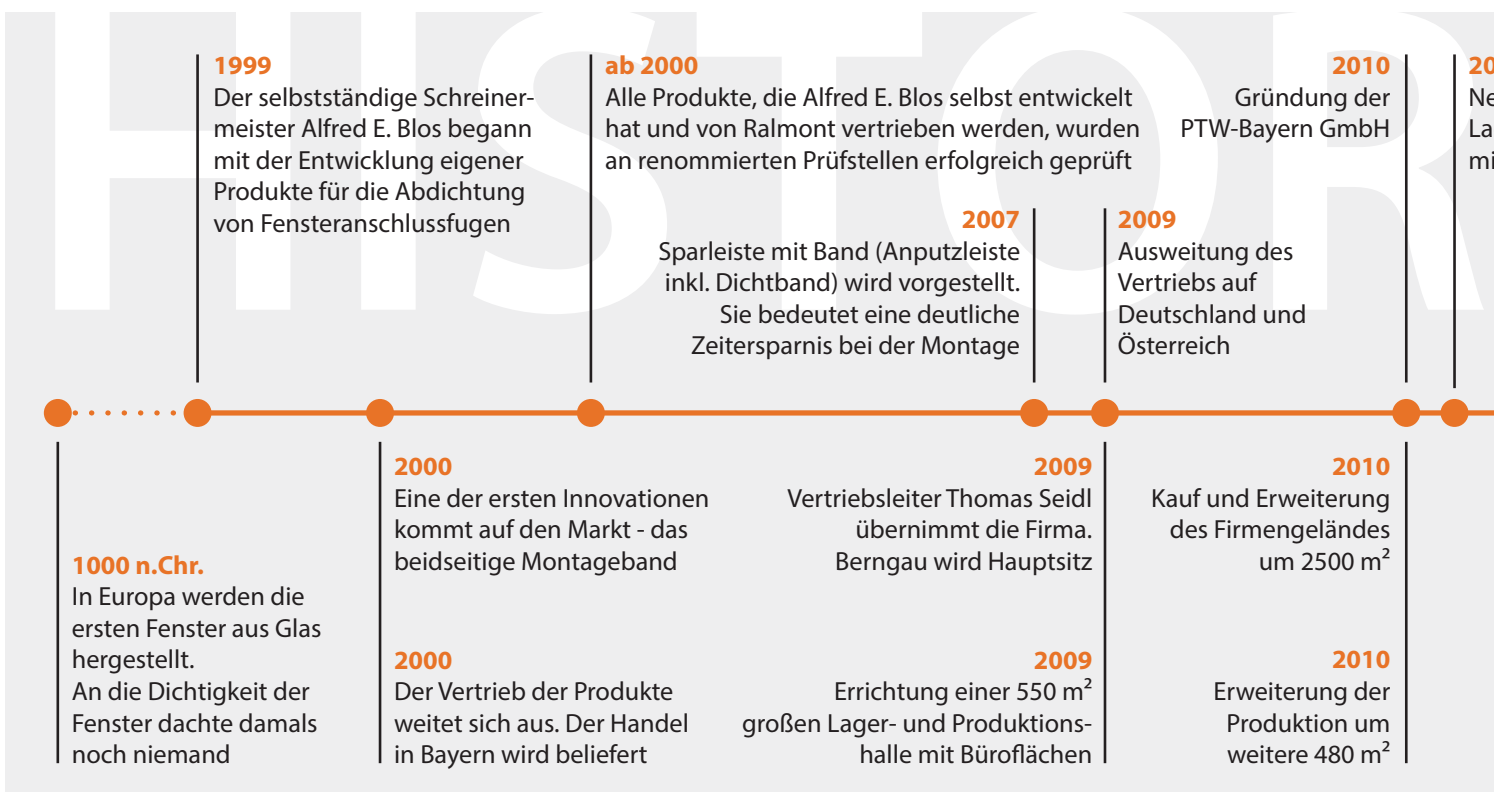 HISTOR
1999
Der selbstständige Schreiner-
meister Alfred E. Blos begann
mit der Entwicklung eigener
Produkte für die Abdichtung
von Fensteranschlussfugen
ab 2000
Alle Produkte, die Alfred E. Blos selbst entwickelt
hat und von Ralmont vertrieben werden, wurden
an renommierten Prüfstellen erfolgreich geprüft
2010
Gründung der
PTW-Bayern GmbH
20
Ne
La
mi
2007
Sparleiste mit Band (Anputzleiste
inkl. Dichtband) wird vorgestellt.
Sie bedeutet eine deutliche
Zeitersparnis bei der Montage
2009
Ausweitung des
Vertriebs auf
Deutschland und
Österreich
1000 n.Chr.
In Europa werden die
ersten Fenster aus Glas
hergestellt.
An die Dichtigkeit der
Fenster dachte damals
noch niemand
2000
Eine der ersten Innovationen
kommt auf den Markt - das
beidseitige Montageband
2000
Der Vertrieb der Produkte
weitet sich aus. Der Handel
in Bayern wird beliefert
2009
Vertriebsleiter Thomas Seidl
übernimmt die Firma.
Berngau wird Hauptsitz
2009
Errichtung einer 550 m²
großen Lager- und Produktions-
halle mit Büroflächen
2010
Kauf und Erweiterung
des Firmengeländes
um 2500 m²
2010
Erweiterung der
Produktion um
weitere 480 m²